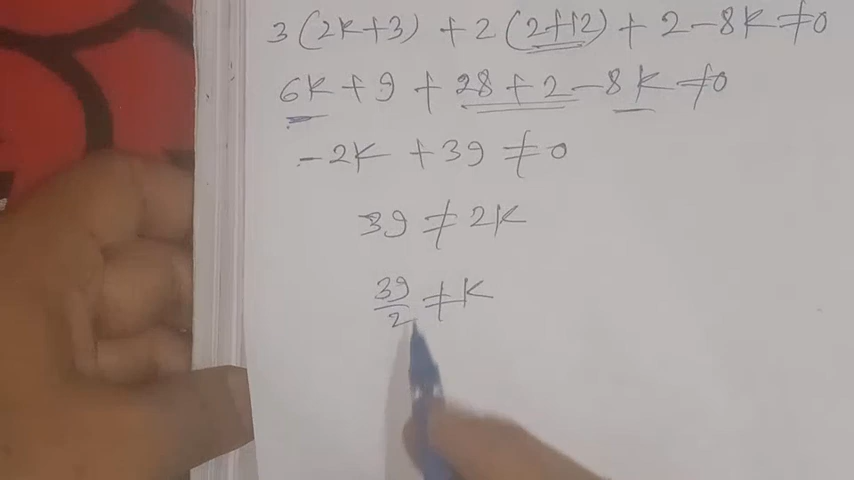 3(2k+3) + 2(2+12) + 2-8k≠0
6k+9 + 28+2-8k≠0
-2k +39 ≠0
39 ≠ 2k
39/2 ≠ k